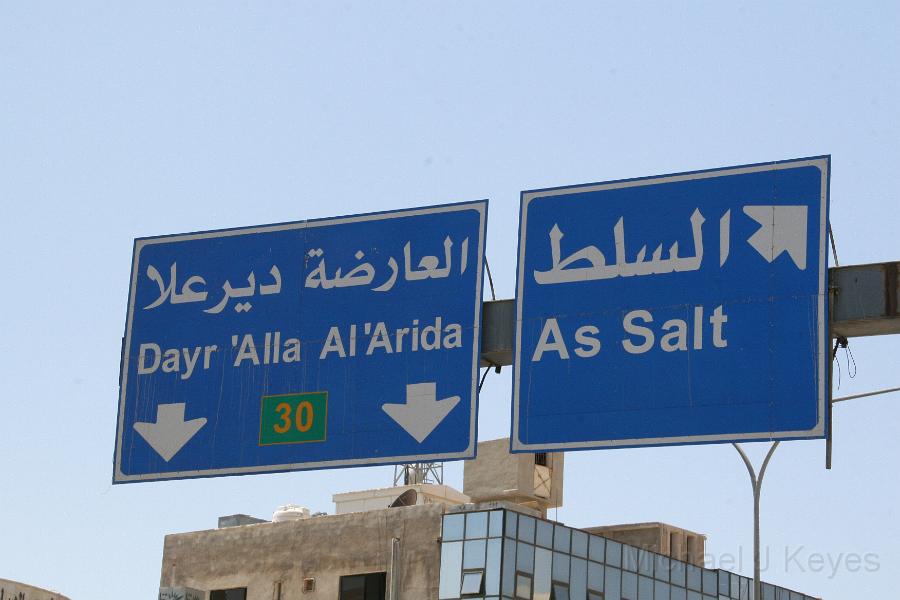 العارضة ديرعلا
Dayr 'Alla Al 'Arida
30
السلط
As Salt
Michael J Keyes